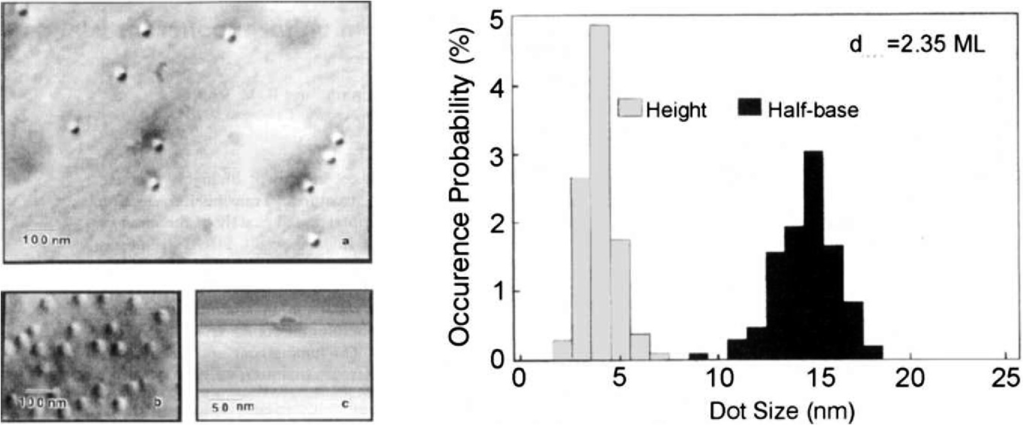 100 nm
a
100 nm
b
50 nm
c
Occurence Probability (%)
5
4
3
2
1
0
d =2.35 ML
Height
Half-base
0
5
10
15
20
25
Dot Size (nm)